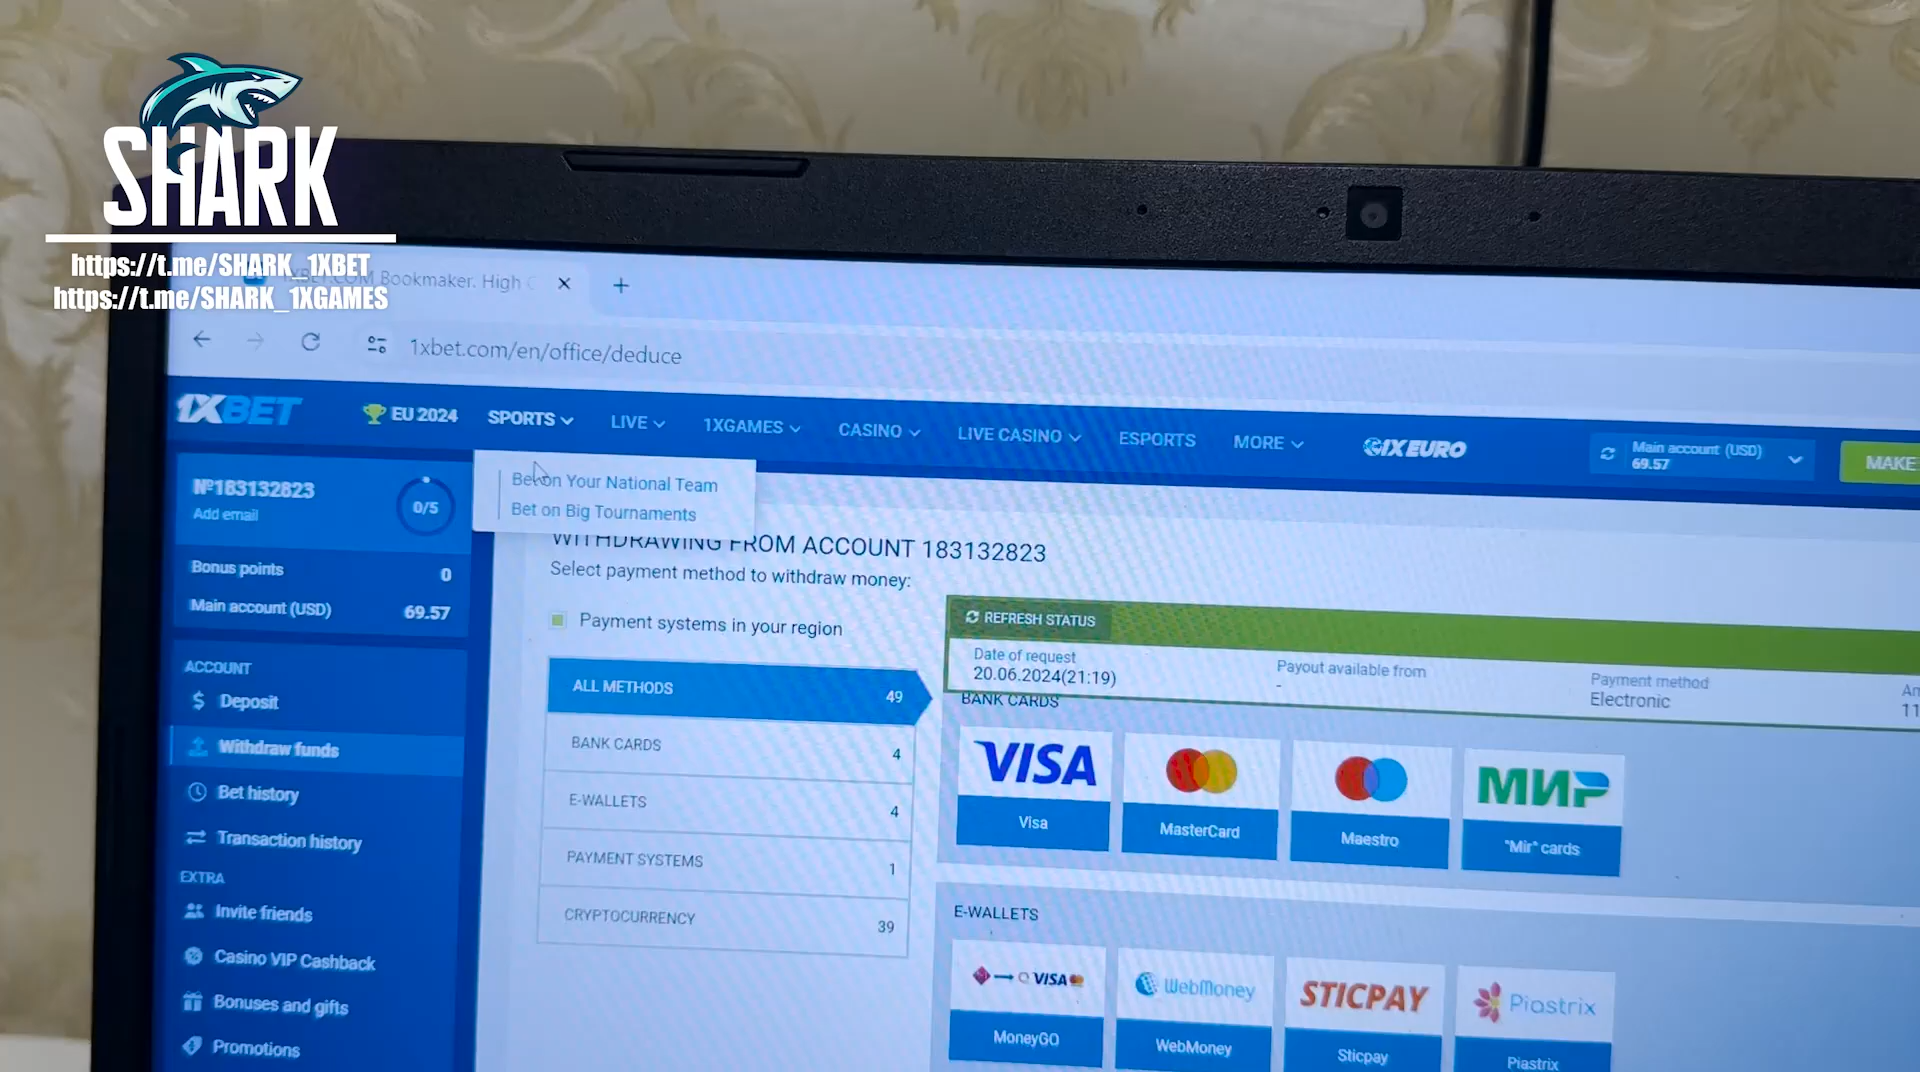 SHARK
https://t.me/SHARK_1XBET
https://t.me/SHARK_1XGAMES
Bookmaker. High
1xbet.com/en/office/deduce
1XBET
EU 2024
SPORTS
LIVE
1XGAMES
CASINO
LIVE CASINO
ESPORTS
MORE
1XEURO
Main account (USD)
69.57
MAKE
№183132823
Add email
0/5
Bet on Your National Team
Bet on Big Tournaments
Bonus points
0
Main account (USD)
69.57
WITHDRAWING FROM ACCOUNT 183132823
Select payment method to withdraw money:
Payment systems in your region
REFRESH STATUS
Date of request
20.06.2024(21:19)
Payout available from
-
Payment method
Electronic
ACCOUNT
Deposit
Withdraw funds
Bet history
Transaction history
EXTRA
Invite friends
Casino VIP Cashback
Bonuses and gifts
Promotions
ALL METHODS 49
BANK CARDS 4
E-WALLETS 4
PAYMENT SYSTEMS 1
CRYPTOCURRENCY 39
BANK CARDS
VISA
Visa
MasterCard
Maestro
МИР
"Mir" cards
E-WALLETS
VISA
MoneyGO
WebMoney
WebMoney
STICPAY
Sticpay
Piastrix
Piastrix